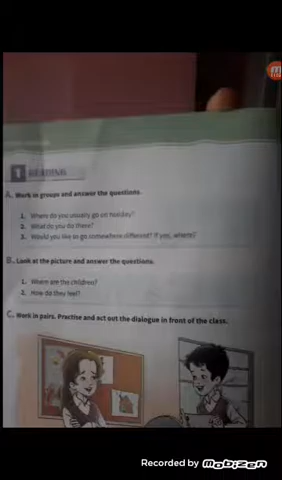 1 READING
A. Work in groups and answer the questions.
1. Where do you usually go on holiday?
2. What do you do there?
3. Would you like to go somewhere different? If yes, where?
B. Look at the picture and answer the questions.
1. Where are the children?
2. How do they feel?
C. Work in pairs. Practise and act out the dialogue in front of the class.
Recorded by mobizen